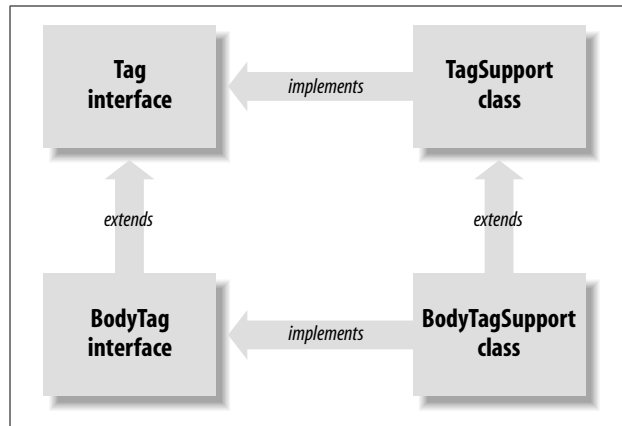 Tag
interface
implements
TagSupport
class
extends
extends
BodyTag
interface
implements
BodyTagSupport
class